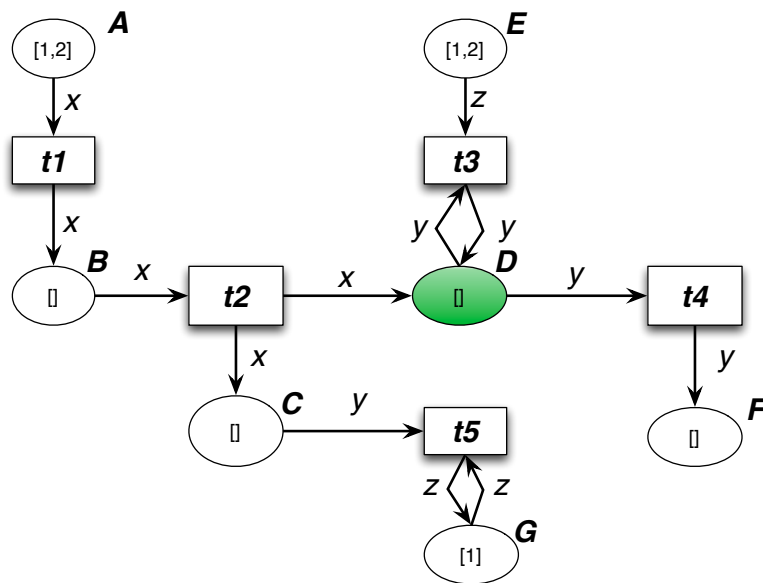 A
E
[1,2]
[1,2]
x
z
t1
t3
x
y
y
B
x
x
D
y
[]
t2
[]
t4
x
y
C
y
F
[]
t5
[]
z
z
G
[1]